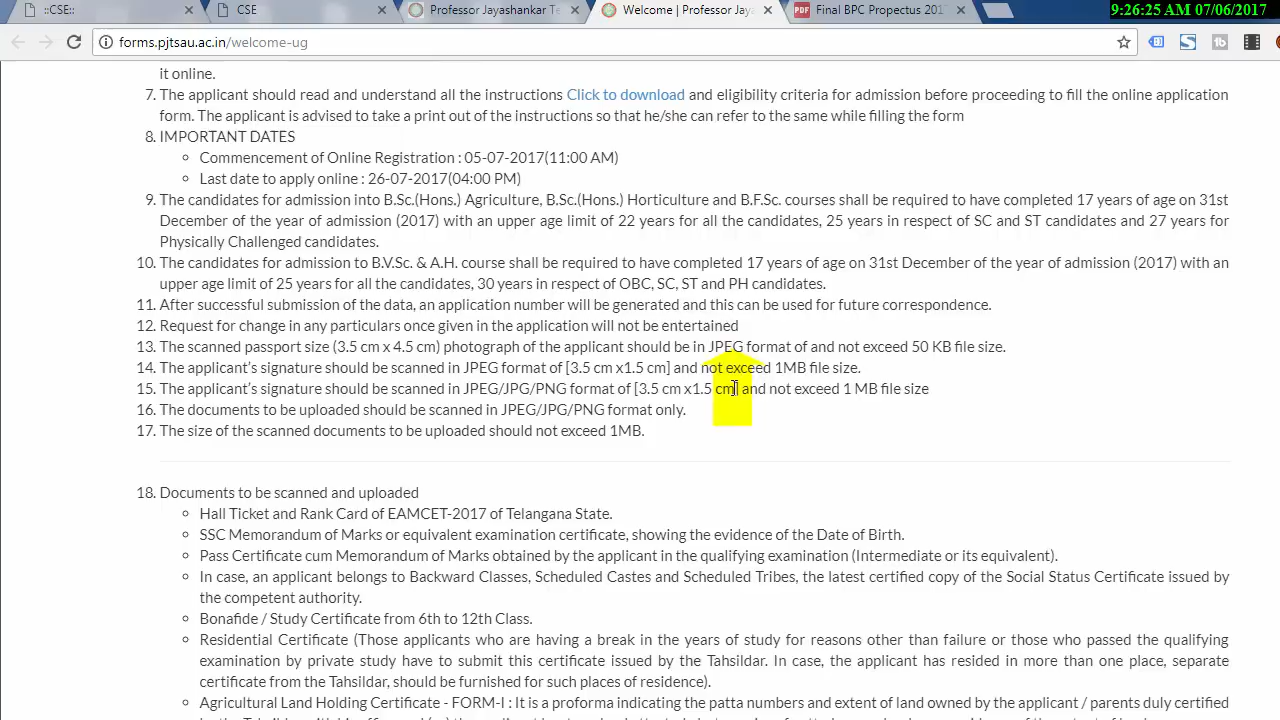 ::CSE::
CSE
Professor Jayashankar Te
Welcome | Professor Jaya
PDF Final BPC Propectus 201
9:26:25 AM 07/06/2017
forms.pjtsau.ac.in/welcome-ug
it online.
7. The applicant should read and understand all the instructions Click to download and eligibility criteria for admission before proceeding to fill the online application
form. The applicant is advised to take a print out of the instructions so that he/she can refer to the same while filling the form
8. IMPORTANT DATES
Commencement of Online Registration : 05-07-2017(11:00 AM)
Last date to apply online : 26-07-2017(04:00 PM)
9. The candidates for admission into B.Sc.(Hons.) Agriculture, B.Sc.(Hons.) Horticulture and B.F.Sc. courses shall be required to have completed 17 years of age on 31st
December of the year of admission (2017) with an upper age limit of 22 years for all the candidates, 25 years in respect of SC and ST candidates and 27 years for
Physically Challenged candidates.
10. The candidates for admission to B.V.Sc. & A.H. course shall be required to have completed 17 years of age on 31st December of the year of admission (2017) with an
upper age limit of 25 years for all the candidates, 30 years in respect of OBC, SC, ST and PH candidates.
11. After successful submission of the data, an application number will be generated and this can be used for future correspondence.
12. Request for change in any particulars once given in the application will not be entertained
13. The scanned passport size (3.5 cm x 4.5 cm) photograph of the applicant should be in JPEG format of and not exceed 50 KB file size.
14. The applicant's signature should be scanned in JPEG format of [3.5 cm x1.5 cm] and not exceed 1MB file size.
15. The applicant's signature should be scanned in JPEG/JPG/PNG format of [3.5 cm x1.5 cm] and not exceed 1 MB file size
16. The documents to be uploaded should be scanned in JPEG/JPG/PNG format only.
17. The size of the scanned documents to be uploaded should not exceed 1MB.
18. Documents to be scanned and uploaded
Hall Ticket and Rank Card of EAMCET-2017 of Telangana State.
SSC Memorandum of Marks or equivalent examination certificate, showing the evidence of the Date of Birth.
Pass Certificate cum Memorandum of Marks obtained by the applicant in the qualifying examination (Intermediate or its equivalent).
In case, an applicant belongs to Backward Classes, Scheduled Castes and Scheduled Tribes, the latest certified copy of the Social Status Certificate issued by
the competent authority.
Bonafide / Study Certificate from 6th to 12th Class.
Residential Certificate (Those applicants who are having a break in the years of study for reasons other than failure or those who passed the qualifying
examination by private study have to submit this certificate issued by the Tahsildar. In case, the applicant has resided in more than one place, separate
certificate from the Tahsildar, should be furnished for such places of residence).
Agricultural Land Holding Certificate - FORM-I : It is a proforma indicating the patta numbers and extent of land owned by the applicant / parents duly certified